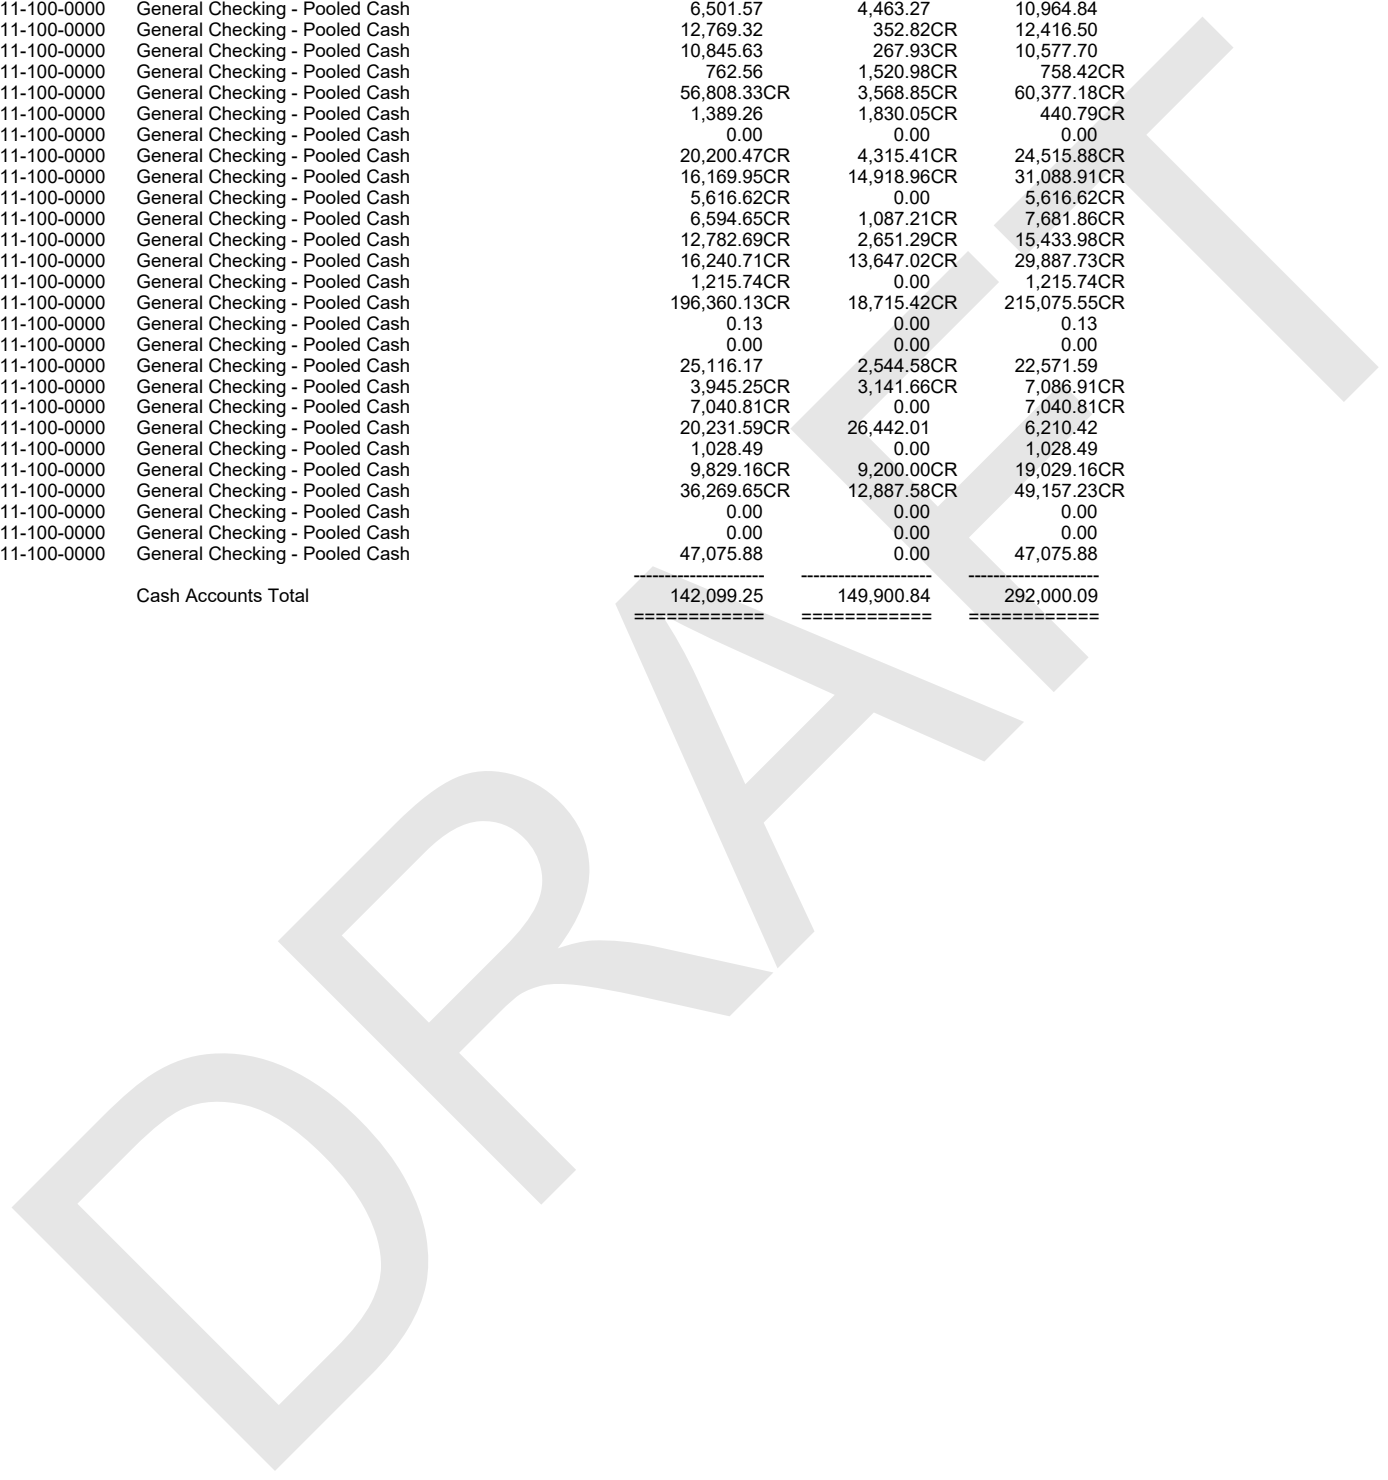 11-100-0000 General Checking - Pooled Cash 6,501.57 4,463.27 10,964.84
11-100-0000 General Checking - Pooled Cash 12,769.32 352.82CR 12,416.50
11-100-0000 General Checking - Pooled Cash 10,845.63 267.93CR 10,577.70
11-100-0000 General Checking - Pooled Cash 762.56 1,520.98CR 758.42CR
11-100-0000 General Checking - Pooled Cash 56,808.33CR 3,568.85CR 60,377.18CR
11-100-0000 General Checking - Pooled Cash 1,389.26 1,830.05CR 440.79CR
11-100-0000 General Checking - Pooled Cash 0.00 0.00 0.00
11-100-0000 General Checking - Pooled Cash 20,200.47CR 4,315.41CR 24,515.88CR
11-100-0000 General Checking - Pooled Cash 16,169.95CR 14,918.96CR 31,088.91CR
11-100-0000 General Checking - Pooled Cash 5,616.62CR 0.00 5,616.62CR
11-100-0000 General Checking - Pooled Cash 6,594.65CR 1,087.21CR 7,681.86CR
11-100-0000 General Checking - Pooled Cash 12,782.69CR 2,651.29CR 15,433.98CR
11-100-0000 General Checking - Pooled Cash 16,240.71CR 13,647.02CR 29,887.73CR
11-100-0000 General Checking - Pooled Cash 1,215.74CR 0.00 1,215.74CR
11-100-0000 General Checking - Pooled Cash 196,360.13CR 18,715.42CR 215,075.55CR
11-100-0000 General Checking - Pooled Cash 0.13 0.00 0.13
11-100-0000 General Checking - Pooled Cash 0.00 0.00 0.00
11-100-0000 General Checking - Pooled Cash 25,116.17 2,544.58CR 22,571.59
11-100-0000 General Checking - Pooled Cash 3,945.25CR 3,141.66CR 7,086.91CR
11-100-0000 General Checking - Pooled Cash 7,040.81CR 0.00 7,040.81CR
11-100-0000 General Checking - Pooled Cash 20,231.59CR 26,442.01 6,210.42
11-100-0000 General Checking - Pooled Cash 1,028.49 0.00 1,028.49
11-100-0000 General Checking - Pooled Cash 9,829.16CR 9,200.00CR 19,029.16CR
11-100-0000 General Checking - Pooled Cash 36,269.65CR 12,887.58CR 49,157.23CR
11-100-0000 General Checking - Pooled Cash 0.00 0.00 0.00
11-100-0000 General Checking - Pooled Cash 0.00 0.00 0.00
11-100-0000 General Checking - Pooled Cash 47,075.88 0.00 47,075.88
--------------------- --------------------- ---------------------
Cash Accounts Total 142,099.25 149,900.84 292,000.09
============ ============ ============
DRAFT